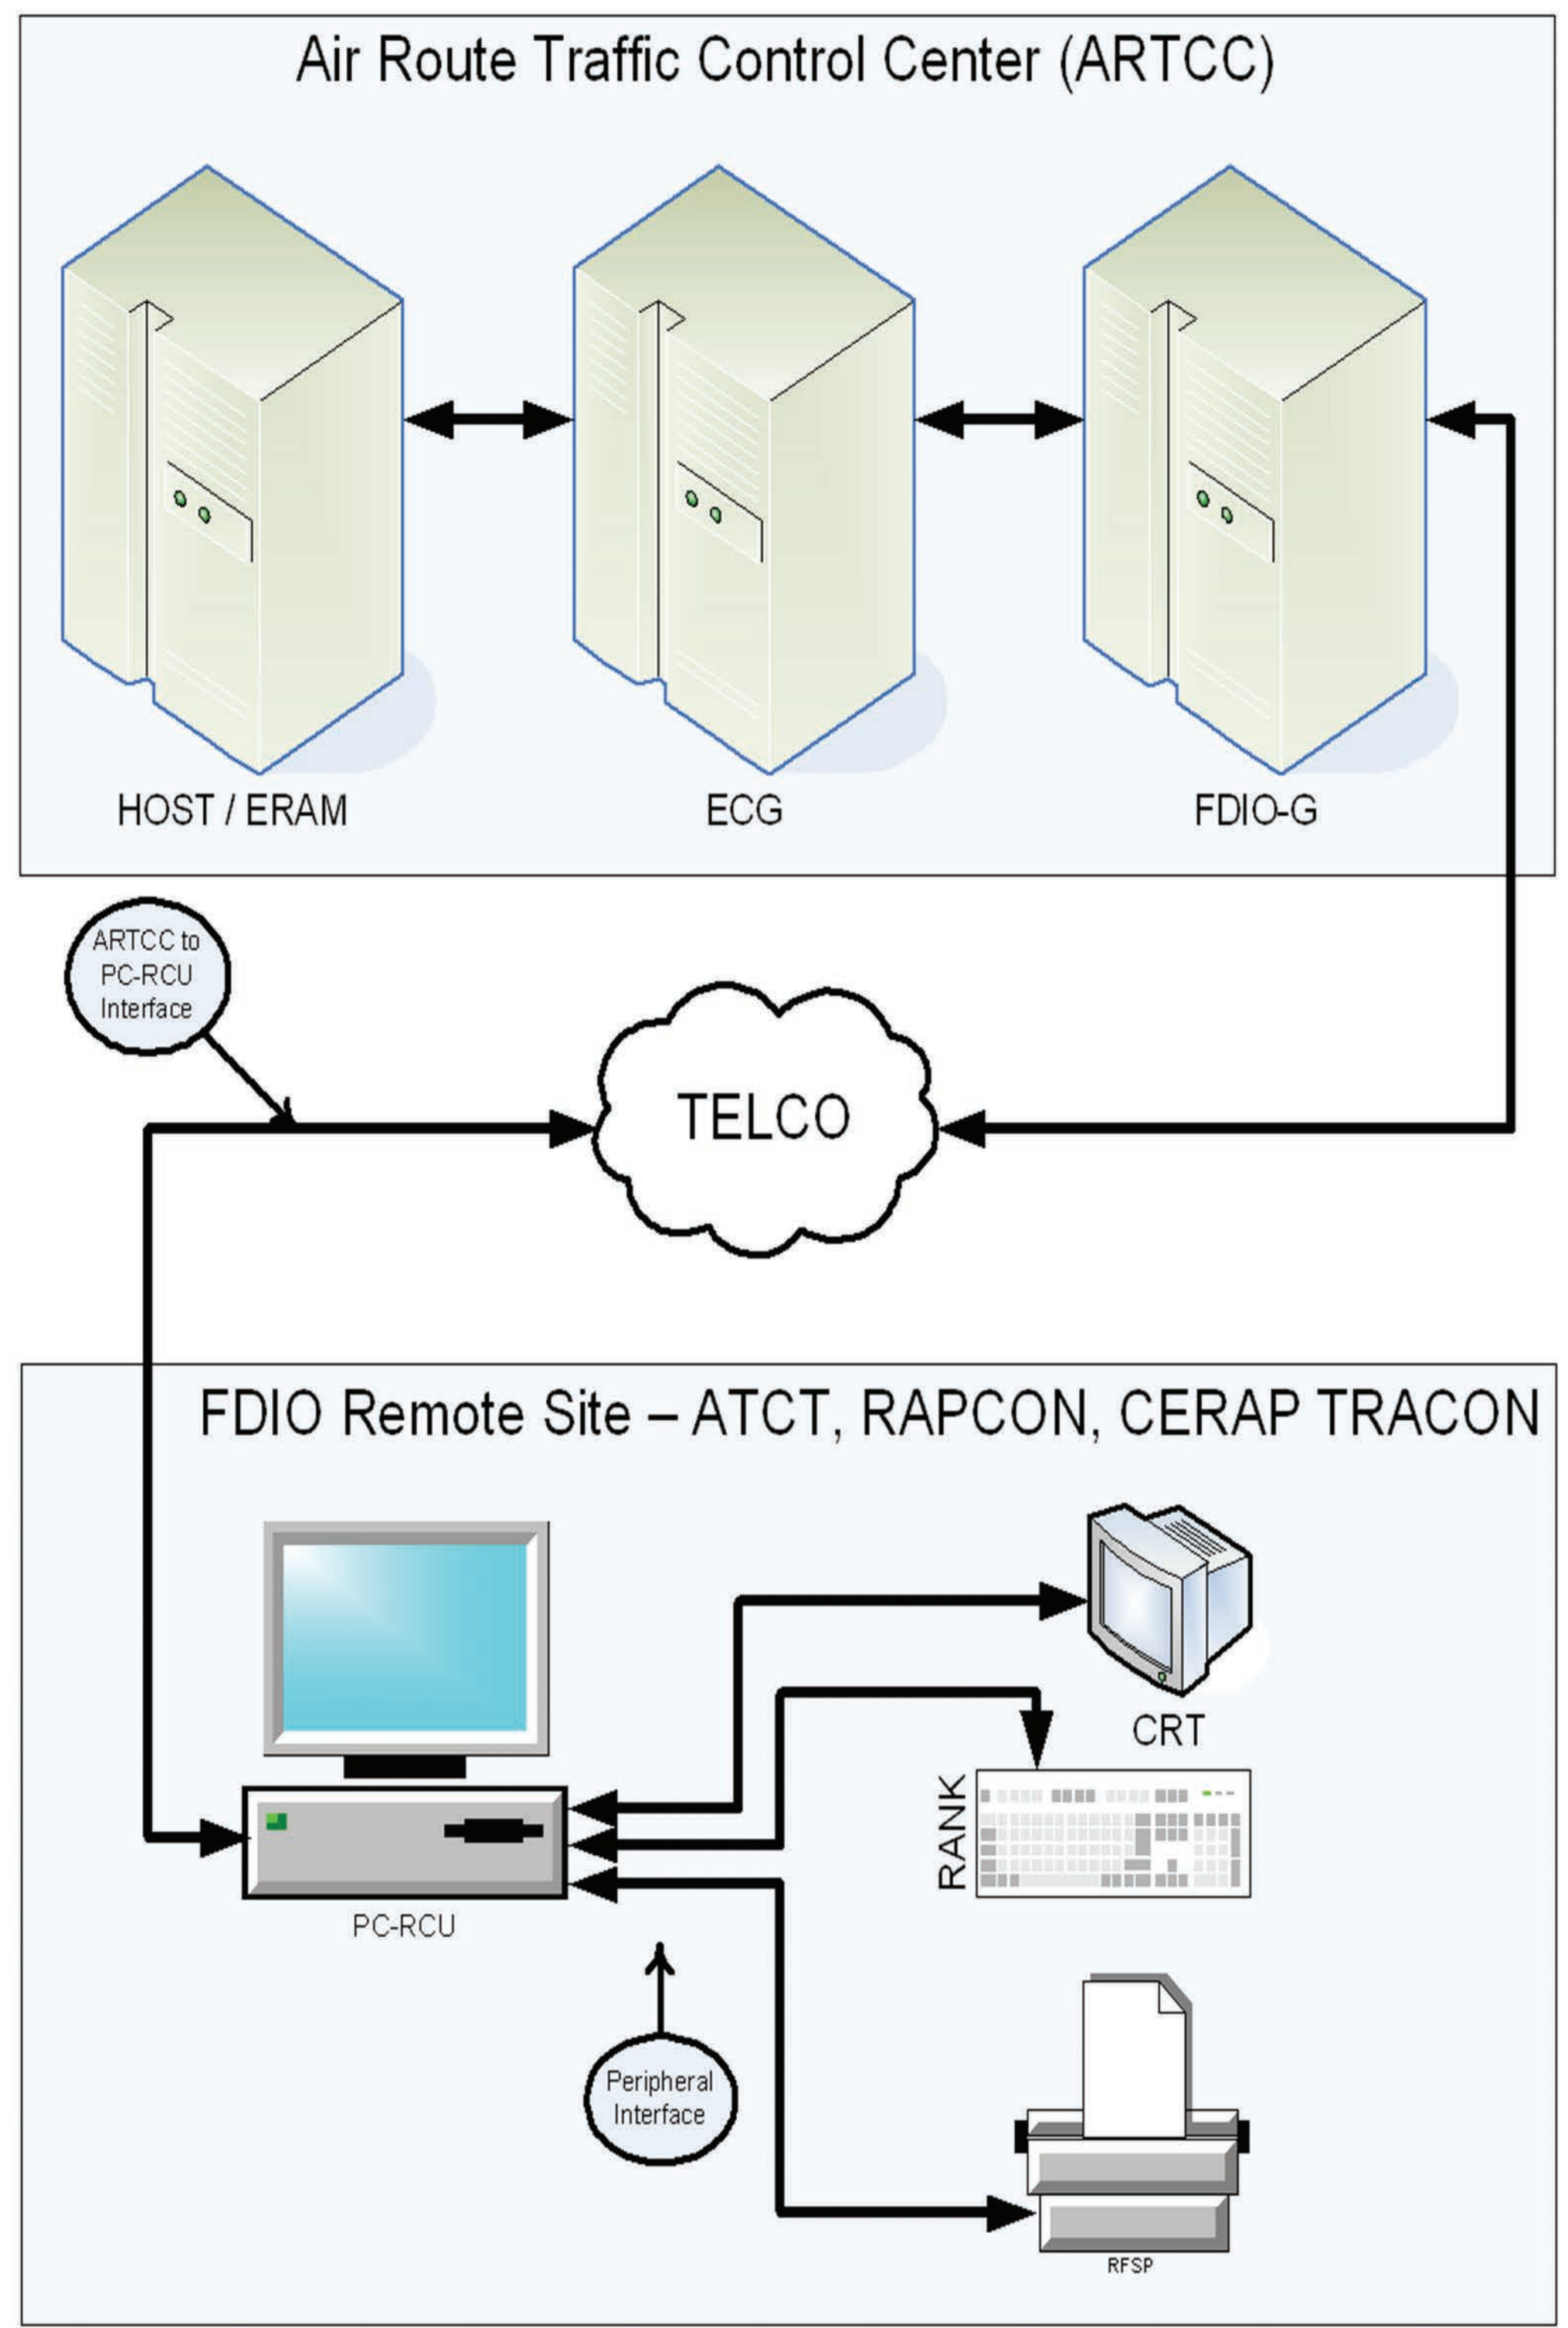 Air Route Traffic Control Center (ARTCC)
HOST / ERAM
ECG
FDIO-G
ARTCC to
PC-RCU
Interface
TELCO
FDIO Remote Site – ATCT, RAPCON, CERAP TRACON
CRT
RANK
PC-RCU
Peripheral
Interface
RFSP